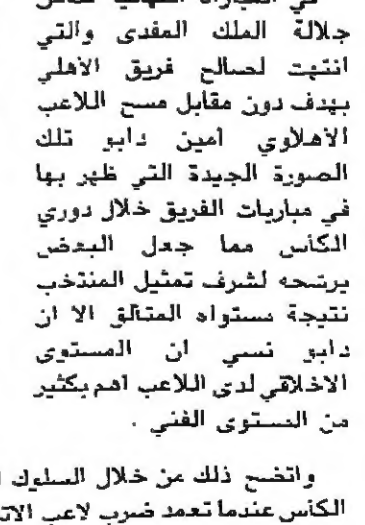 جلالة الملك المفدى والتي
انتهت لصالح فريق الأهلي
بهدف دون مقابل مسح اللاعب
الاهلاوي امين دابو تلك
الصورة الجيدة التي ظهر بها
في مباريات الفريق خلال دوري
الكأس مما جعل البعض
يرشحه لشرف تمثيل المنتخب
نتيجة مستواه المتألق الا ان
دابو نسي ان المستوى
الاخلاقي لدى اللاعب اهم بكثير
من المستوى الفني .
واتضح ذلك من خلال السلوك
الكأس عندما تعمد ضرب لاعب